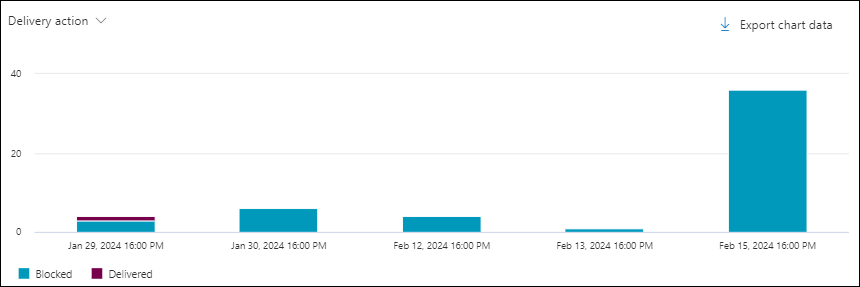 Delivery action
Export chart data
40
20
0
Jan 29, 2024 16:00 PM Jan 30, 2024 16:00 PM Feb 12, 2024 16:00 PM Feb 13, 2024 16:00 PM Feb 15, 2024 16:00 PM
Blocked Delivered